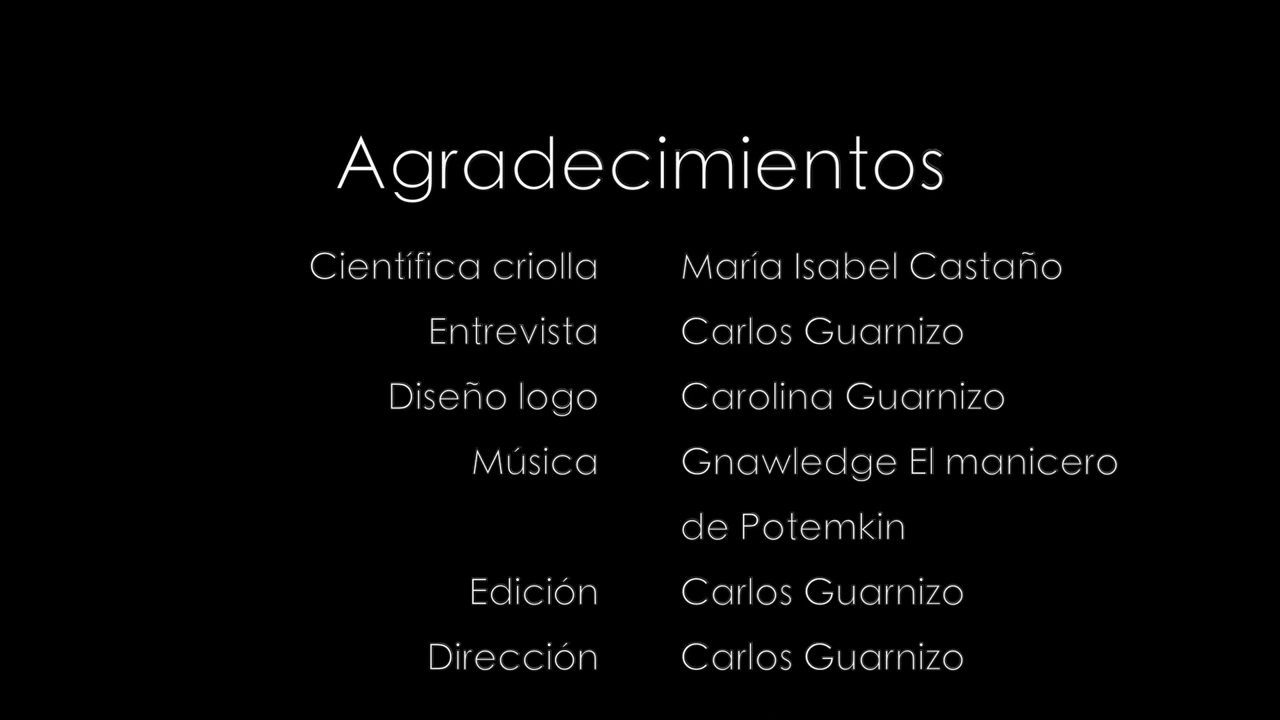 Agradecimientos
Científica criolla María Isabel Castaño
Entrevista Carlos Guarnizo
Diseño logo Carolina Guarnizo
Música Gnawledge El manicero
de Potemkin
Edición Carlos Guarnizo
Dirección Carlos Guarnizo